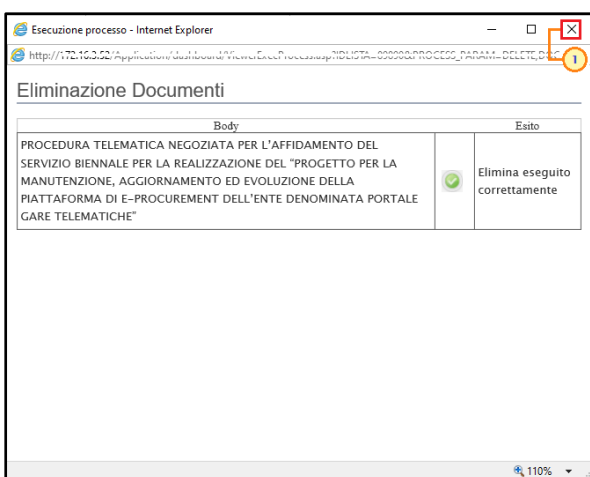 Esecuzione processo - Internet Explorer
1
Eliminazione Documenti
Body
Esito
PROCEDURA TELEMATICA NEGOZIATA PER L'AFFIDAMENTO DEL
SERVIZIO BIENNALE PER LA REALIZZAZIONE DEL "PROGETTO PER LA
MANUTENZIONE, AGGIORNAMENTO ED EVOLUZIONE DELLA
PIATTAFORMA DI E-PROCUREMENT DELL'ENTE DENOMINATA PORTALE
GARE TELEMATICHE"
Elimina eseguito
correttamente
110%